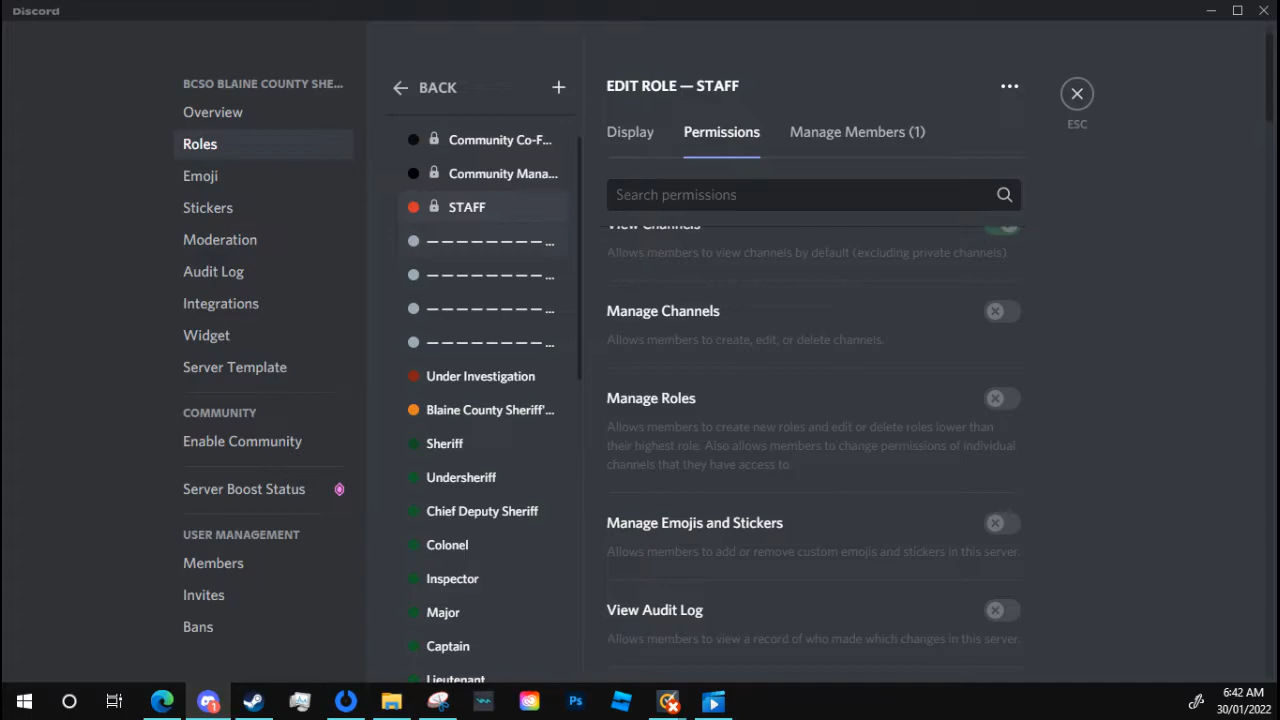 Discord
BCSO BLAINE COUNTY SHE...
Overview
Roles
Emoji
Stickers
Moderation
Audit Log
Integrations
Widget
Server Template
COMMUNITY
Enable Community
Server Boost Status
USER MANAGEMENT
Members
Invites
Bans
BACK
Community Co-F...
Community Mana...
STAFF
— — — — — — — — ...
— — — — — — — — ...
— — — — — — — — ...
— — — — — — — — ...
Under Investigation
Blaine County Sheriff'...
Sheriff
Undersheriff
Chief Deputy Sheriff
Colonel
Inspector
Major
Captain
Lieutenant
EDIT ROLE — STAFF
Display Permissions Manage Members (1)
Search permissions
View Channels
Allows members to view channels by default (excluding private channels)
Manage Channels
Allows members to create, edit, or delete channels.
Manage Roles
Allows members to create new roles and edit or delete roles lower than
their highest role. Also allows members to change permissions of individual
channels that they have access to
Manage Emojis and Stickers
Allows members to add or remove custom emojis and stickers in this server.
View Audit Log
Allows members to view a record of who made which changes in this server.
ESC
1
Ps
6:42 AM
30/01/2022